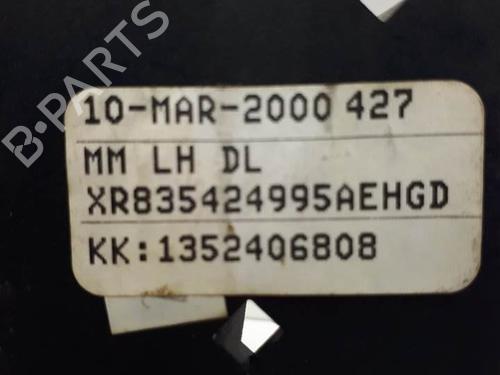 B-PARTS
10-MAR-2000 427
MM LH DL
XR835424995AEHGD
KK:1352406808